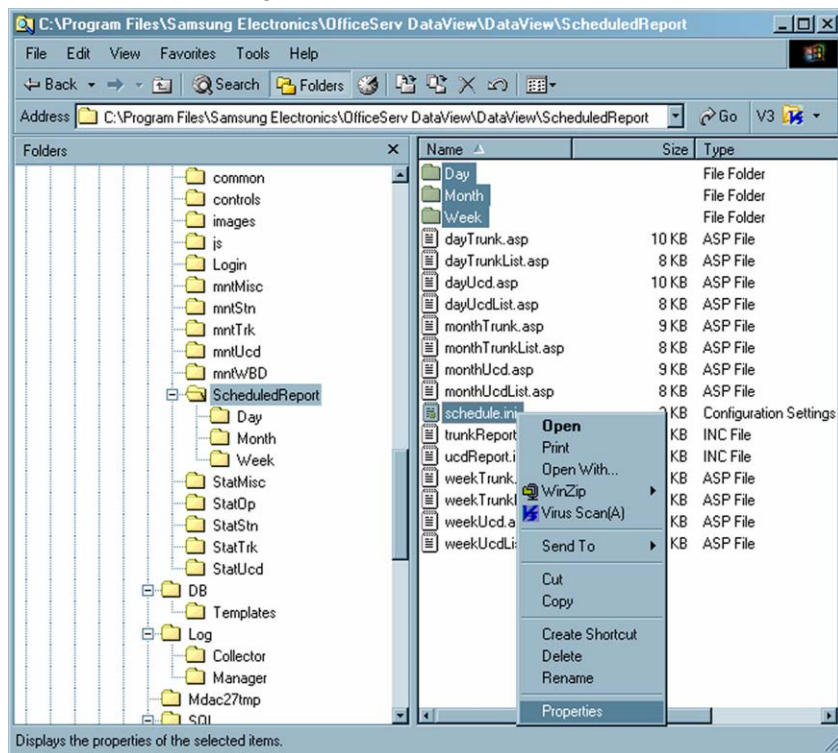 C:\Program Files\Samsung Electronics\OfficeServ DataView\DataView\ScheduledReport
File Edit View Favorites Tools Help
Back Search Folders
Address C:\Program Files\Samsung Electronics\OfficeServ DataView\DataView\ScheduledReport Go V3
Folders
common
controls
images
js
Login
mntMisc
mntStn
mntTrk
mntUcd
mntWBD
ScheduledReport
Day
Month
Week
StatMisc
StatOp
StatStn
StatTrk
StatUcd
DB
Templates
Log
Collector
Manager
Mdac27tmp
SQL
Name Size Type
Day File Folder
Month File Folder
Week File Folder
dayTrunk.asp 10 KB ASP File
dayTrunkList.asp 8 KB ASP File
dayUcd.asp 10 KB ASP File
dayUcdList.asp 8 KB ASP File
monthTrunk.asp 9 KB ASP File
monthTrunkList.asp 8 KB ASP File
monthUcd.asp 9 KB ASP File
monthUcdList.asp 8 KB ASP File
schedule.ini KB Configuration Settings
trunkReport KB INC File
ucdReport.i KB INC File
weekTrunk. KB ASP File
weekTrunkl KB ASP File
weekUcd.a KB ASP File
weekUcdLi KB ASP File
Open
Print
Open With...
WinZip
Virus Scan(A)
Send To
Cut
Copy
Create Shortcut
Delete
Rename
Properties
Displays the properties of the selected items.